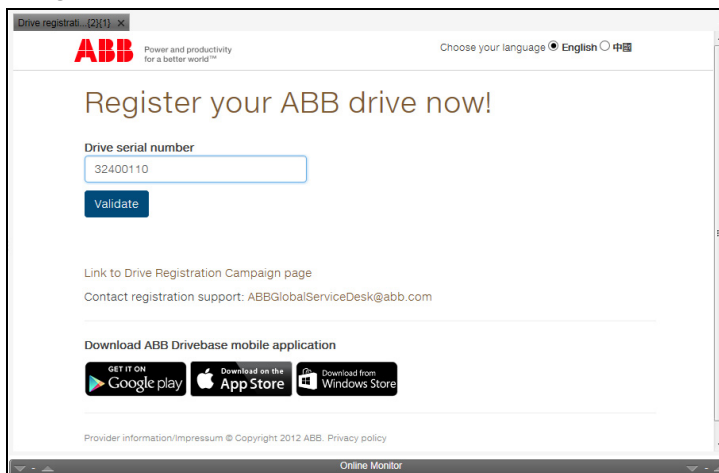 Drive registrati...{2}{1} ×
ABB
Power and productivity
for a better world™
Choose your language English 中國
Register your ABB drive now!
Drive serial number
32400110
Validate
Link to Drive Registration Campaign page
Contact registration support: ABBGlobalServiceDesk@abb.com
Download ABB Drivebase mobile application
GET IT ON
Google play
Download on the
App Store
Download from
Windows Store
Provider information/Impressum © Copyright 2012 ABB. Privacy policy
Online Monitor